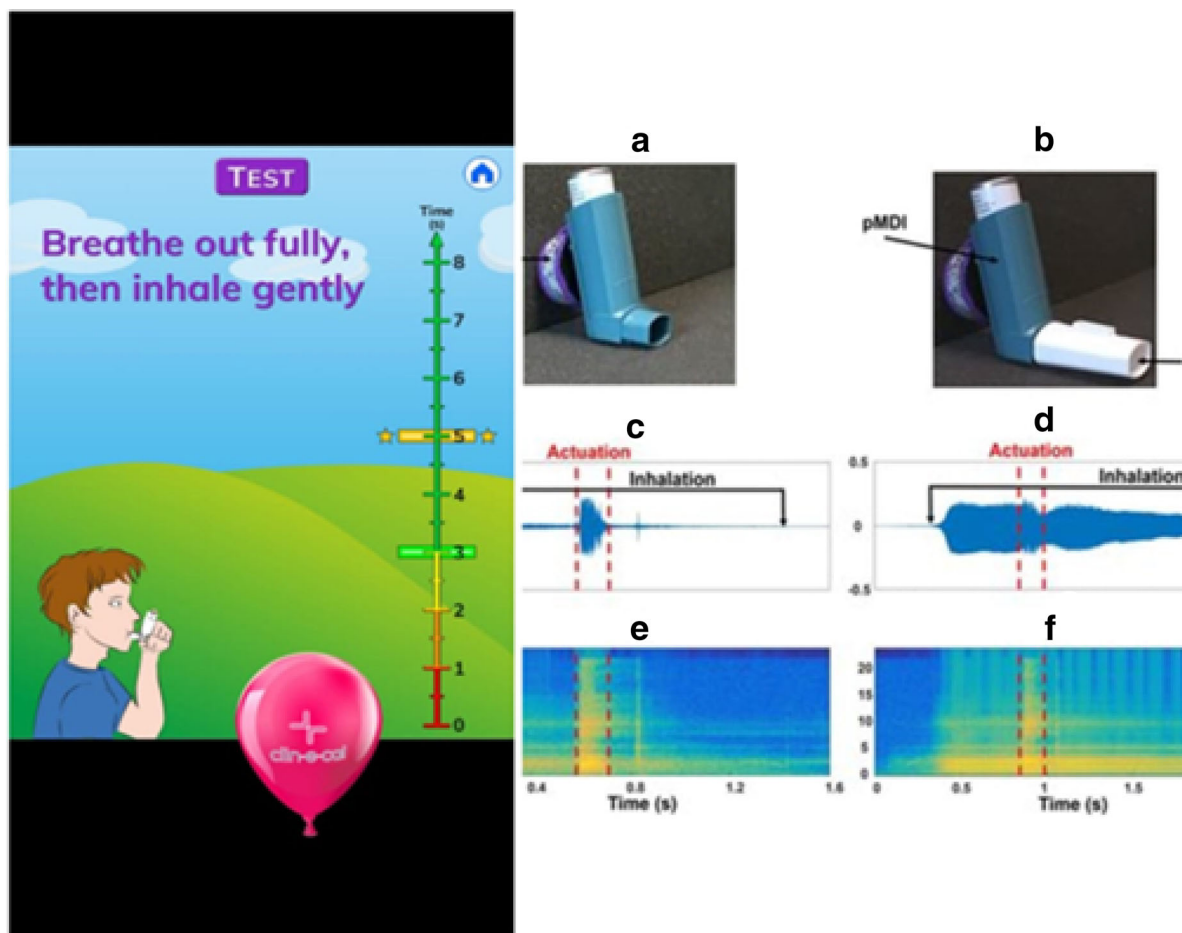 TEST
Breathe out fully,
then inhale gently
Time
(s)
8
7
6
5
4
3
2
1
0
clin-e-cal
a
b
pMDI
c
d
Actuation
Inhalation
Actuation
Inhalation
0.5
0
-0.5
e
f
20
15
10
5
0
0.4
0.8
1.2
1.6
Time (s)
0
0.5
1
1.5
Time (s)